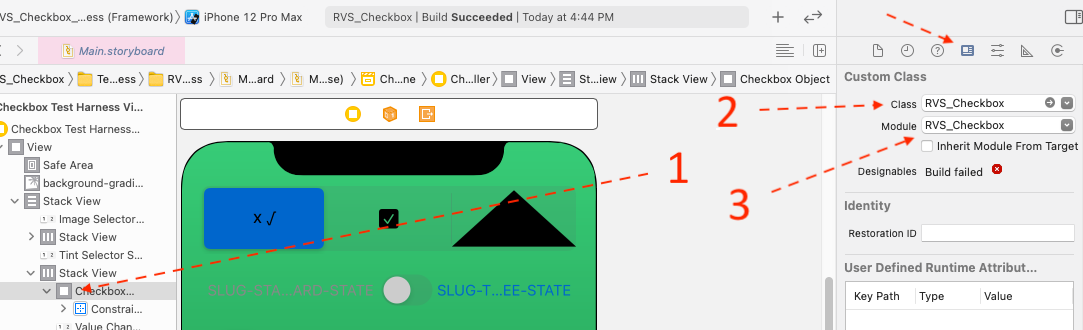 VS_Checkbox_...ess (Framework) iPhone 12 Pro Max RVS_Checkbox | Build Succeeded | Today at 4:44 PM
Main.storyboard
S_Checkbox Te...ess RV...ss M...ard M...se) Ch...ne Ch...ller View St...iew Stack View Checkbox Object
Checkbox Test Harness Vi...
Checkbox Test Harness...
View
Safe Area
background-gradi...
Stack View
Image Selector...
Stack View
Tint Selector S...
Stack View
Checkbox...
Constrai...
Value Chan...
X √
SLUG-T...EE-STATE
1
2
3
Custom Class
Class RVS_Checkbox
Module RVS_Checkbox
Inherit Module From Target
Designables Build failed
Identity
Restoration ID
User Defined Runtime Attribut...
Key Path Type Value